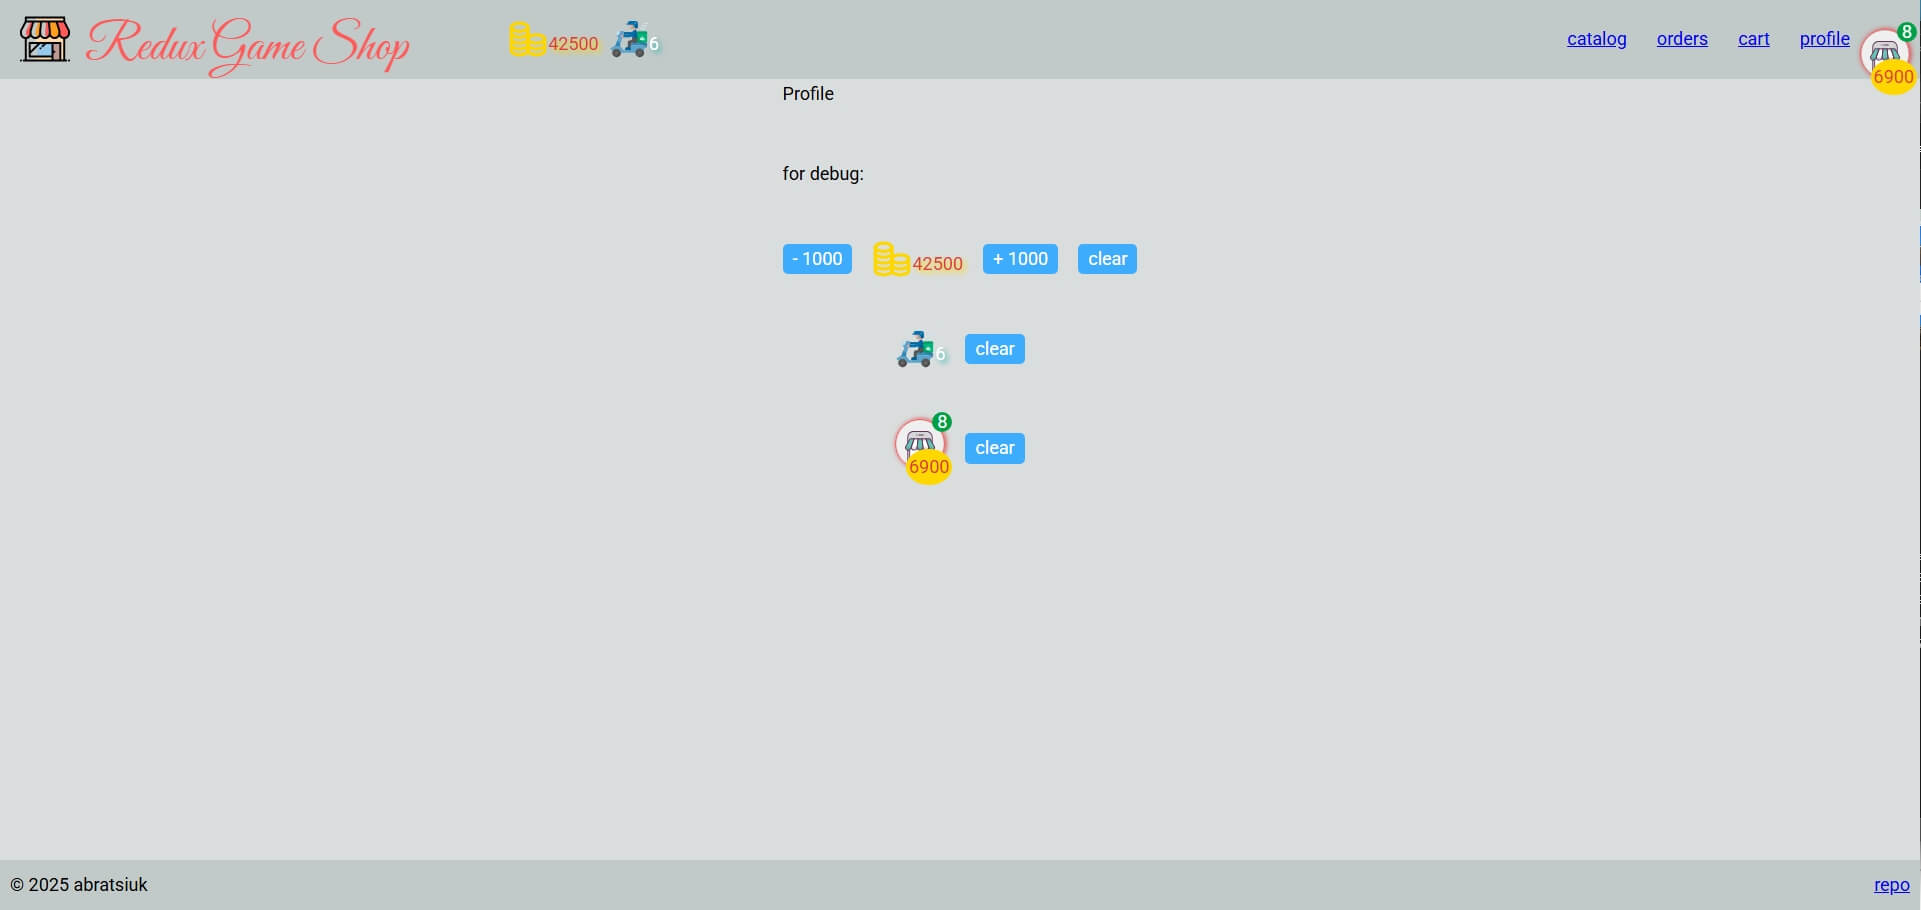 Redux Game Shop 42500 6 catalog orders cart profile 8
6900
Profile
for debug:
- 1000 42500 + 1000 clear
6 clear
8
clear
6900
© 2025 abratsiuk repo